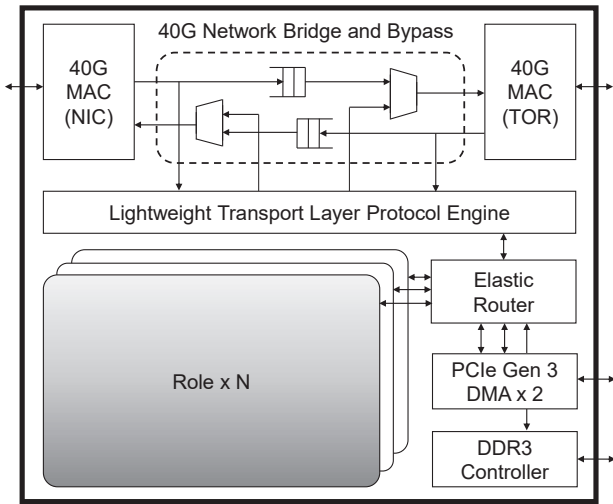 40G Network Bridge and Bypass
40G
MAC
(NIC)
40G
MAC
(TOR)
Lightweight Transport Layer Protocol Engine
Elastic
Router
Role x N
PCIe Gen 3
DMA x 2
DDR3
Controller